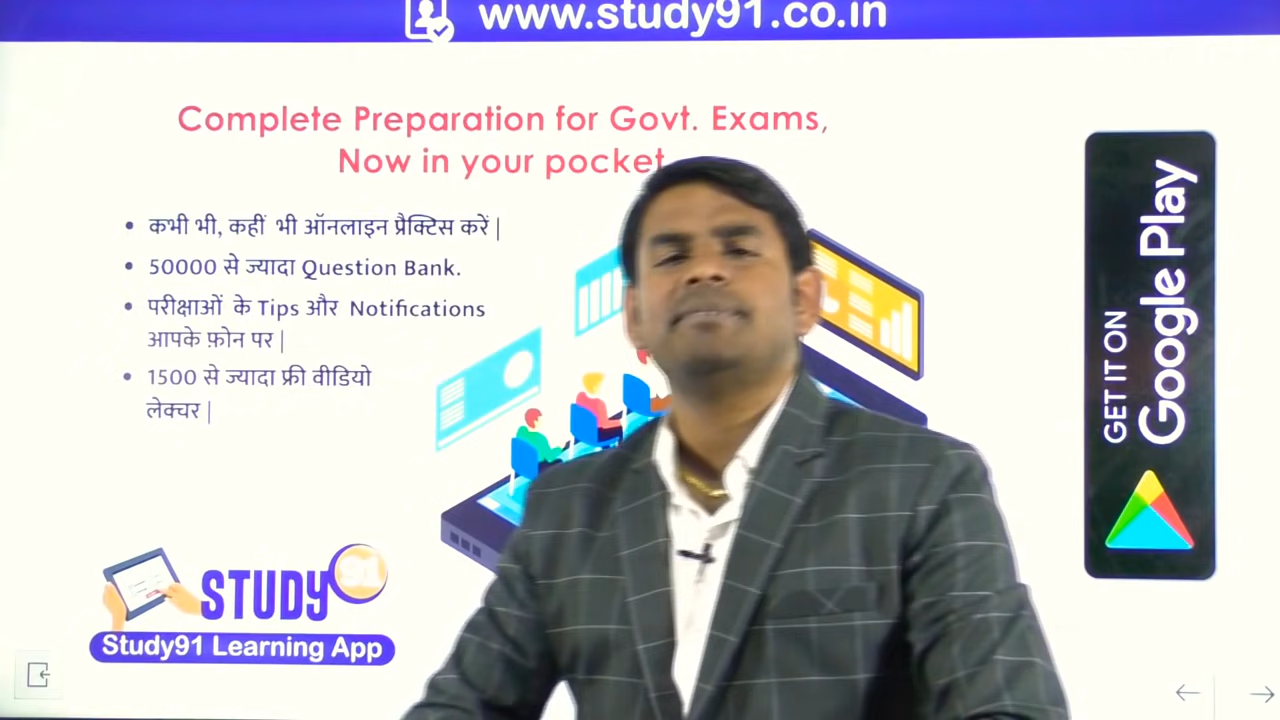 www.study91.co.in
Complete Preparation for Govt. Exams,
Now in your pocket
कभी भी, कहीं भी ऑनलाइन प्रैक्टिस करें |
50000 से ज्यादा Question Bank.
परीक्षाओं के Tips और Notifications
आपके फ़ोन पर |
1500 से ज्यादा फ्री वीडियो
लेक्चर |
GET IT ON
Google Play
STUDY 91
Study91 Learning App